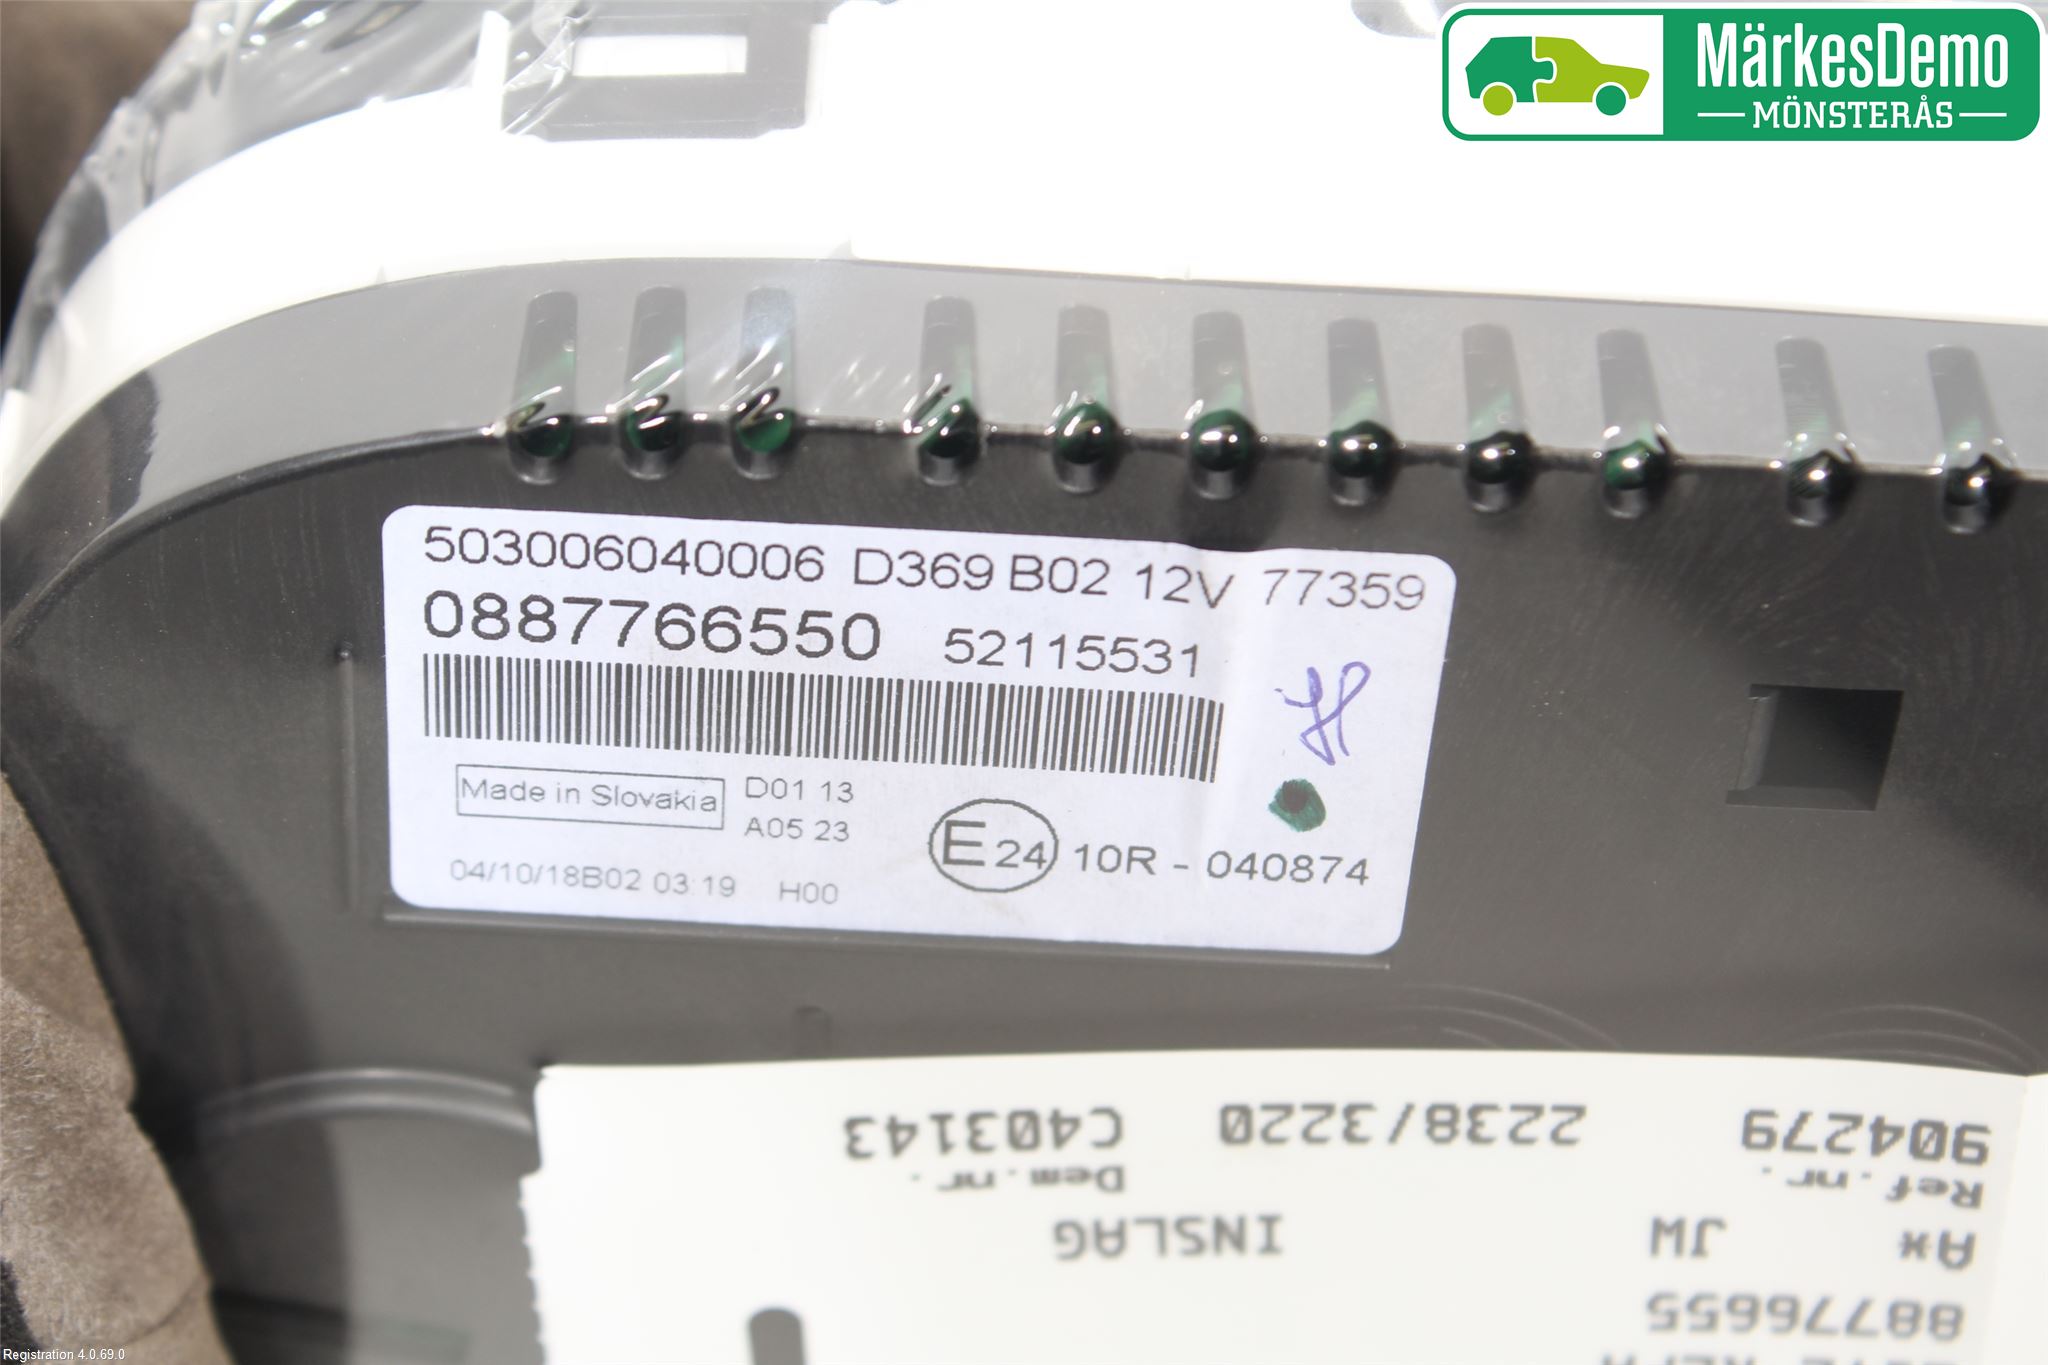 MärkesDemo
MÖNSTERÅS
503006040006 D369 B02 12V 77359
0887766550 52115531
Made in Slovakia
D01 13
A05 23
E24 10R - 040874
04/10/18B02 03:19 H00
88776655
A* JW INSLAG
Ref.nr. Dem.nr.
904279 2238/3220 C403143
Registration 4.0.69.0